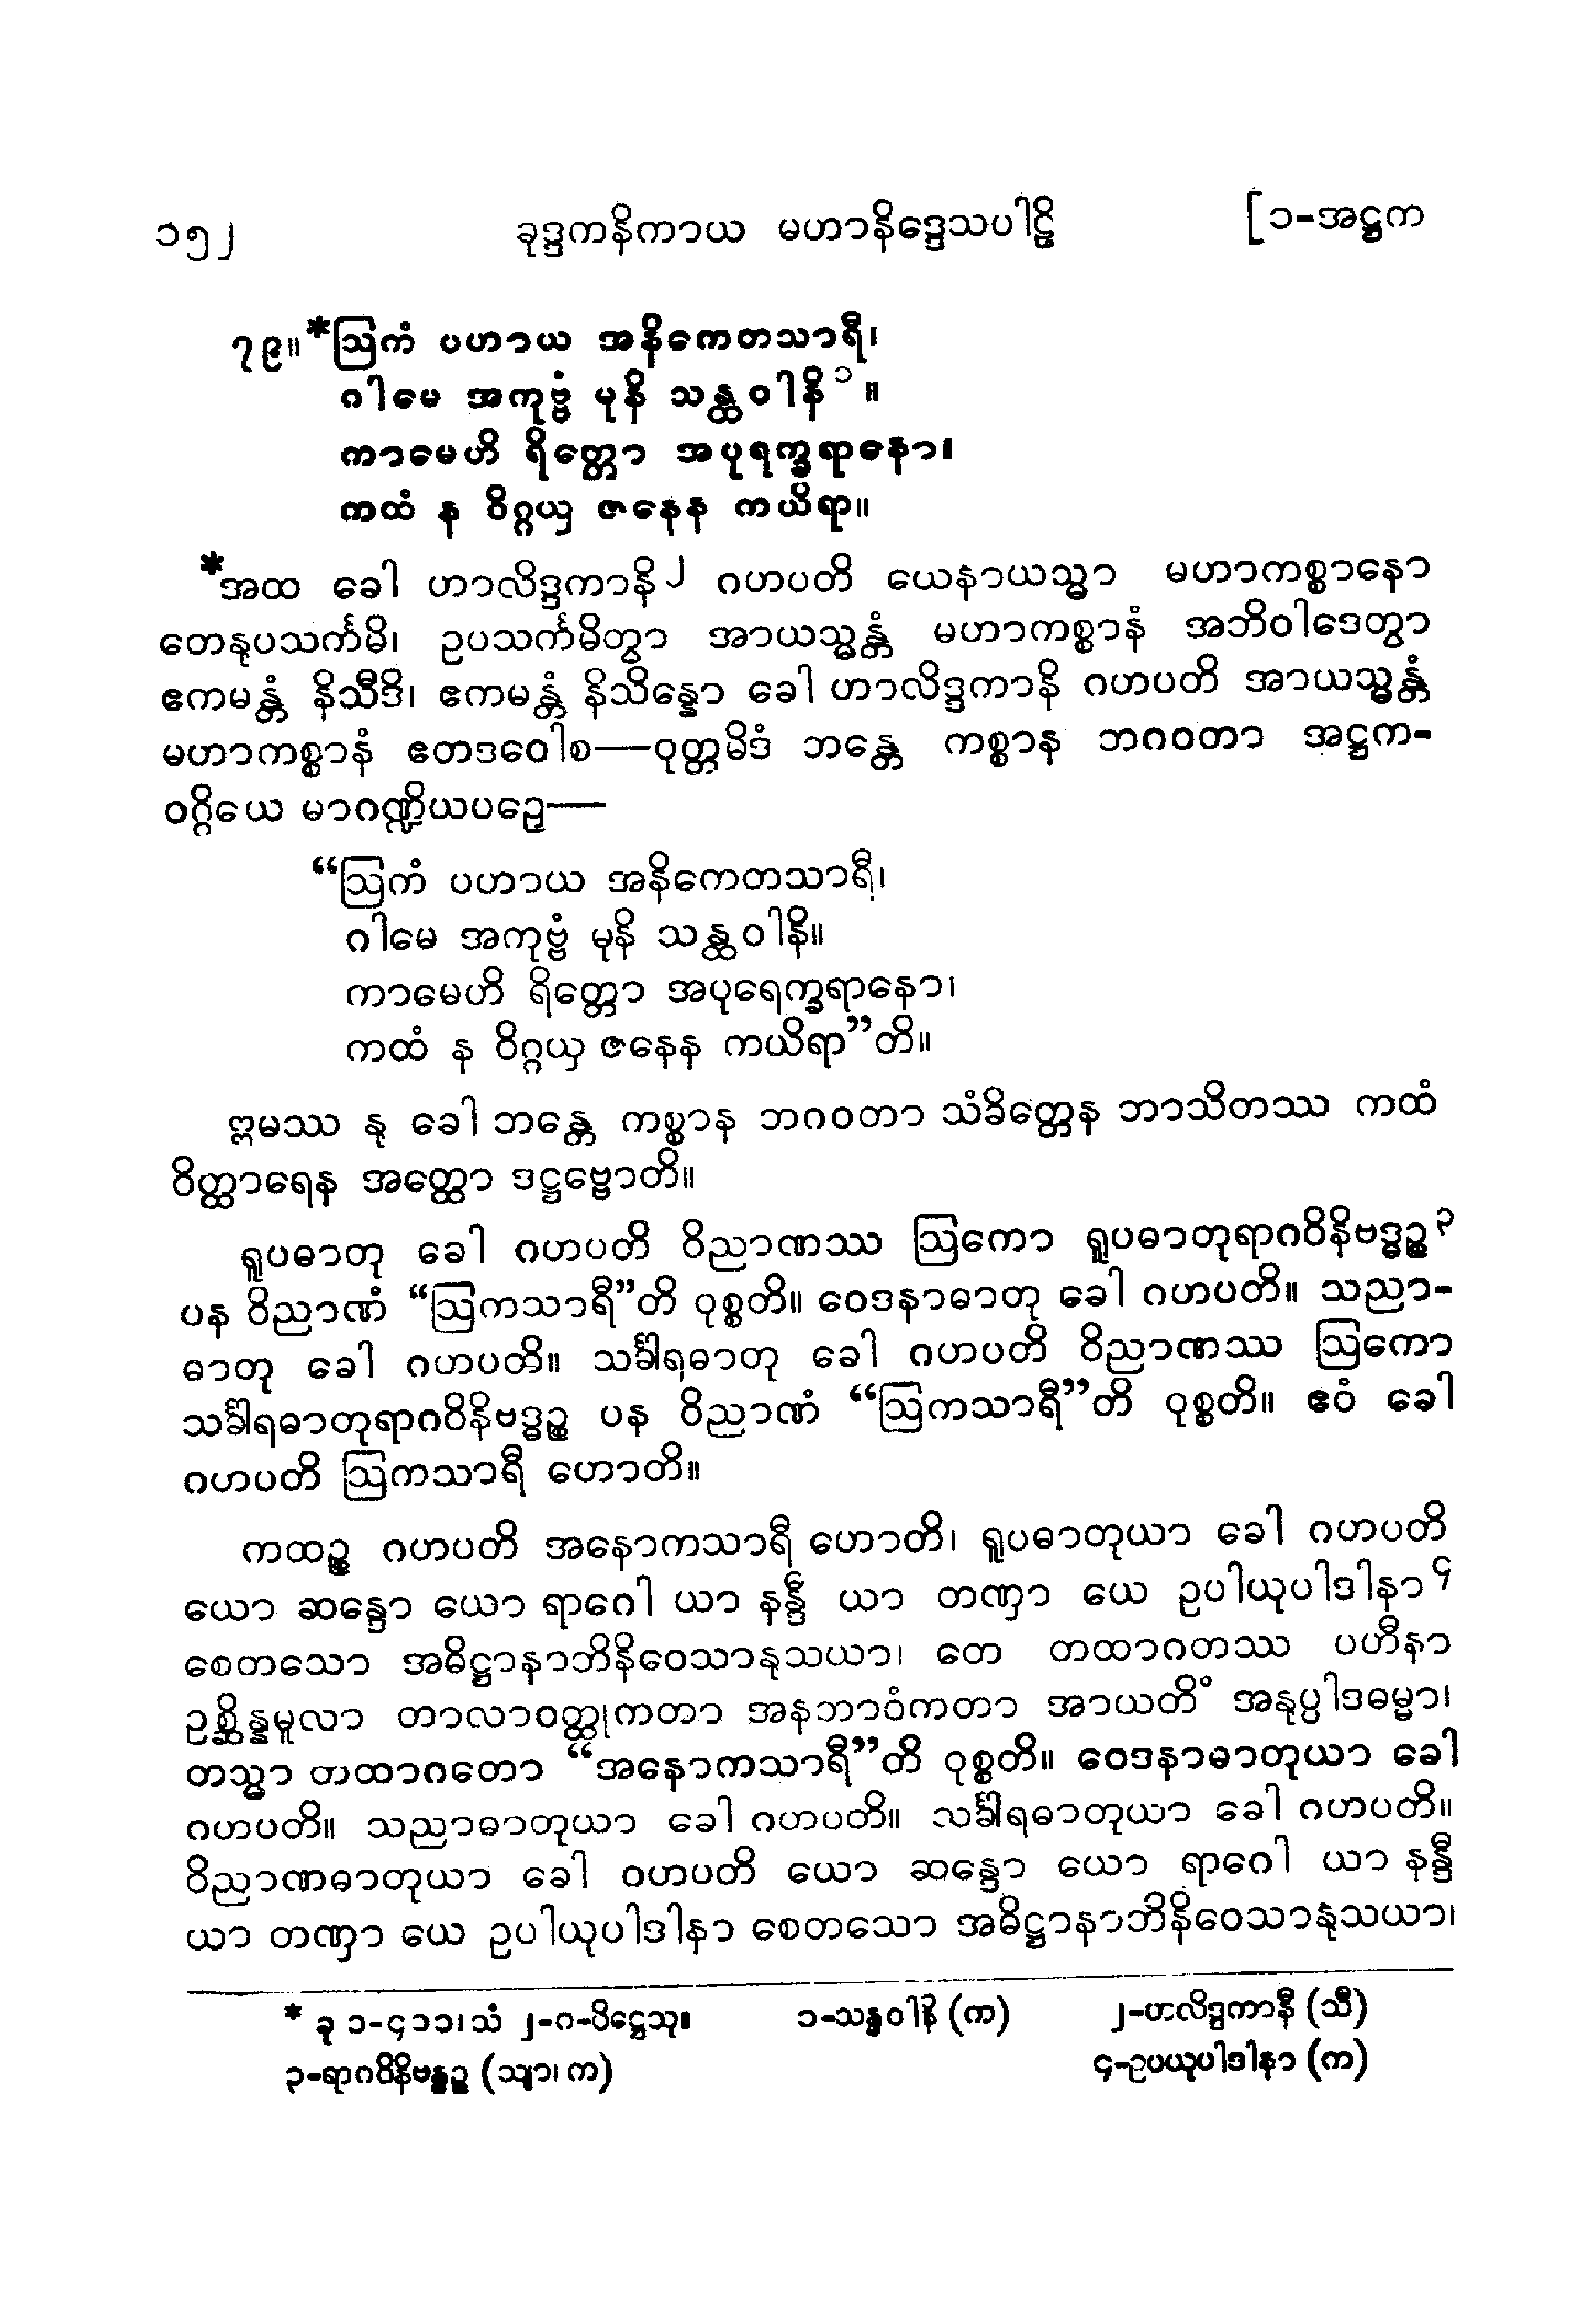 ၁၅၂ ခုဒ္ဒကနိကာယ မဟာနိဒ္ဒေသပါဠိ [၁-အဋ္ဌက
၇၉။*ဩကံ ပဟာယ အနိကေတသာရီ၊
ဂါမေ အကုဗ္ဗံ မုနိ သန္ထဝါနိ၁ ။
ကာမေဟိ ရိတ္တော အပုရက္ခရာနော၊
ကထံ န ဝိဂ္ဂယှ ဇနေန ကယိရာ။
*အထ ခေါ ဟာလိဒ္ဒကာနိ၂ ဂဟပတိ ယေနာယသ္မာ မဟာကစ္စာနော
တေနုပသင်္ကမိ၊ ဥပသင်္ကမိတွာ အာယသ္မန္တံ မဟာကစ္စာနံ အဘိဝါဒေတွာ
ဧကမန္တံ နိသီဒိ၊ ဧကမန္တံ နိသိန္နော ခေါ ဟာလိဒ္ဒကာနိ ဂဟပတိ အာယသ္မန္တံ
မဟာကစ္စာနံ ဧတဒဝေါစ—ဝုတ္တမိဒံ ဘန္တေ ကစ္စာန ဘဂဝတာ အဋ္ဌက-
ဝဂ္ဂိယေ မာဂဏ္ဍိယပဉှေ—
“ဩကံ ပဟာယ အနိကေတသာရီ၊
ဂါမေ အကုဗ္ဗံ မုနိ သန္ထဝါနိ။
ကာမေဟိ ရိတ္တော အပုရေက္ခရာနော၊
ကထံ န ဝိဂ္ဂယှ ဇနေန ကယိရာ”တိ။
ဣမဿ နု ခေါ ဘန္တေ ကစ္စာန ဘဂဝတာ သံခိတ္တေန ဘာသိတဿ ကထံ
ဝိတ္ထာရေန အတ္ထော ဒဋ္ဌဗ္ဗောတိ။
ရူပဓာတု ခေါ ဂဟပတိ ဝိညာဏဿ ဩကော ရူပဓာတုရာဂဝိနိဗဒ္ဓဉ္စ၃
ပန ဝိညာဏံ “ဩကသာရီ”တိ ဝုစ္စတိ။ ဝေဒနာဓာတု ခေါ ဂဟပတိ။ သညာ-
ဓာတု ခေါ ဂဟပတိ။ သင်္ခါရဓာတု ခေါ ဂဟပတိ ဝိညာဏဿ ဩကော
သင်္ခါရဓာတုရာဂဝိနိဗဒ္ဓဉ္စ ပန ဝိညာဏံ “ဩကသာရီ”တိ ဝုစ္စတိ။ ဧဝံ ခေါ
ဂဟပတိ ဩကသာရီ ဟောတိ။
ကထဉ္စ ဂဟပတိ အနောကသာရီ ဟောတိ၊ ရူပဓာတုယာ ခေါ ဂဟပတိ
ယော ဆန္ဒော ယော ရာဂေါ ယာ နန္ဒီ ယာ တဏှာ ယေ ဥပါယုပါဒါနာ၄
စေတသော အဓိဋ္ဌာနာဘိနိဝေသာနုသယာ၊ တေ တထာဂတဿ ပဟီနာ
ဥစ္ဆိန္နမူလာ တာလာဝတ္ထုကတာ အနဘာဝံကတာ အာယတိံ အနုပ္ပါဒဓမ္မာ၊
တသ္မာ တထာဂတော “အနောကသာရီ”တိ ဝုစ္စတိ။ ဝေဒနာဓာတုယာ ခေါ
ဂဟပတိ။ သညာဓာတုယာ ခေါ ဂဟပတိ။ သင်္ခါရဓာတုယာ ခေါ ဂဟပတိ။
ဝိညာဏဓာတုယာ ခေါ ဂဟပတိ ယော ဆန္ဒော ယော ရာဂေါ ယာ နန္ဒီ
ယာ တဏှာ ယေ ဥပါယုပါဒါနာ စေတသော အဓိဋ္ဌာနာဘိနိဝေသာနုသယာ၊
* ခု ၁-၄၁၁၊ သံ ၂-ဂ-ပိဋ္ဌေသု။ ၁-သန္ဓဝါနိ (က) ၂-ဟလိဒ္ဒကာနိ (သီ)
၃-ရာဂဝိနိဗန္ဓဉ္စ (သျာ၊ က) ၄-ဥပယုပါဒါနာ (က)